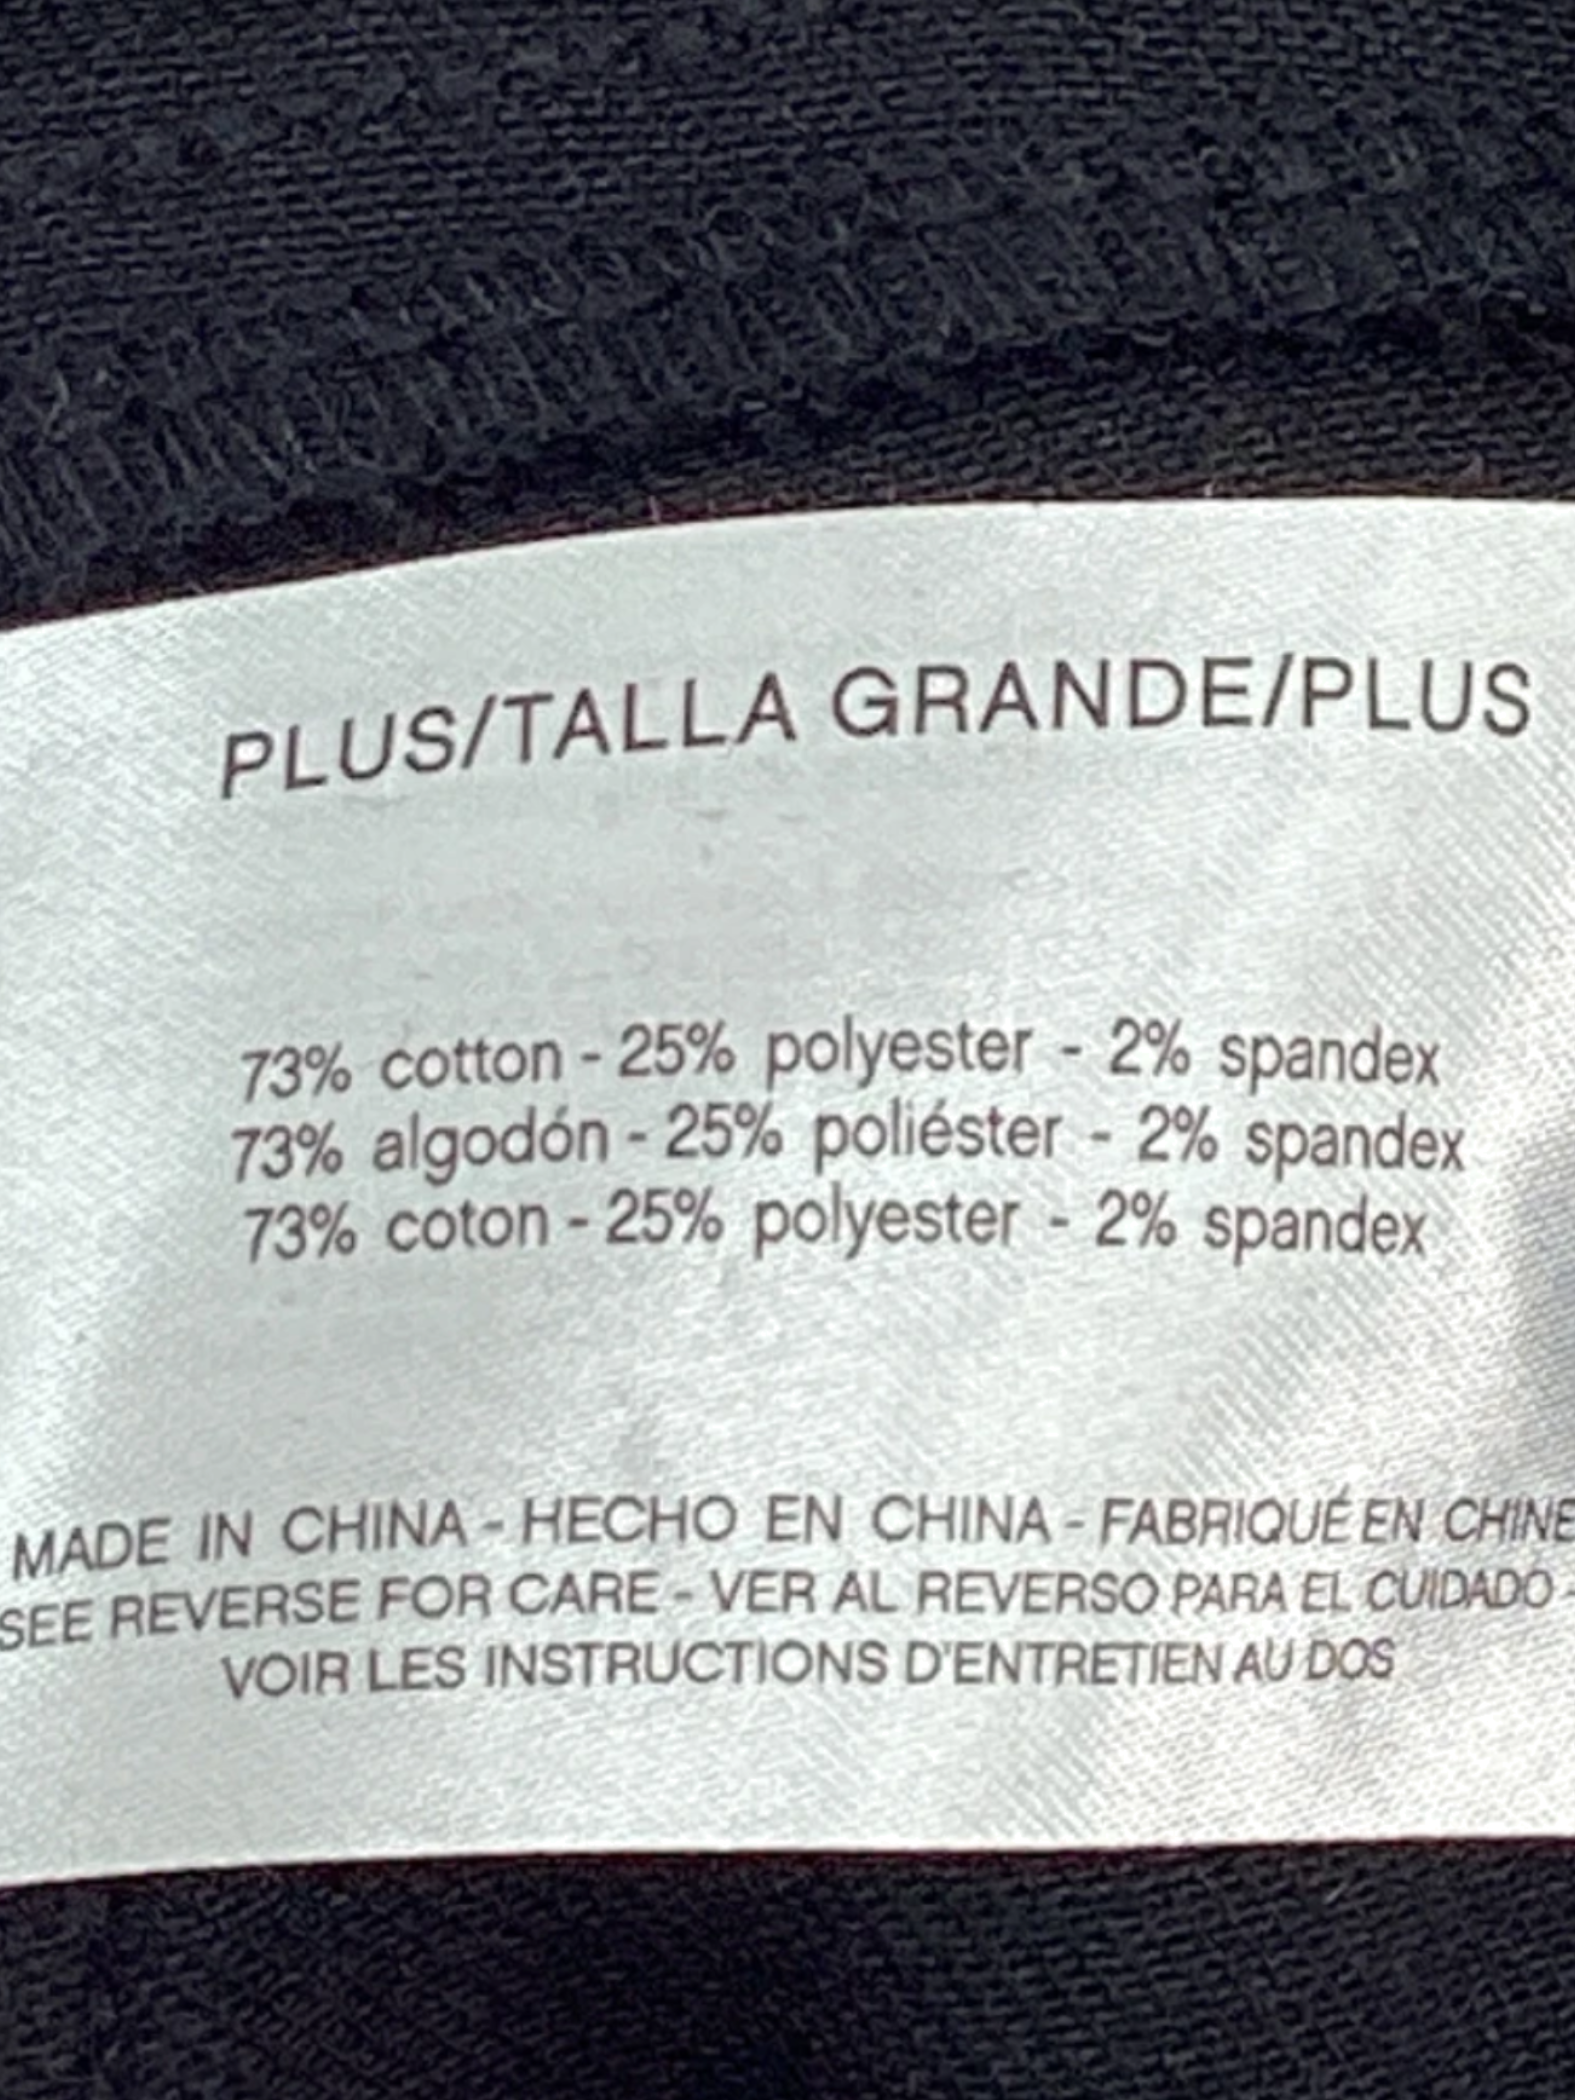 PLUS/TALLA GRANDE/PLUS
73% cotton - 25% polyester - 2% spandex
73% algodón - 25% poliéster - 2% spandex
73% coton - 25% polyester - 2% spandex
MADE IN CHINA - HECHO EN CHINA - FABRIQUÉ EN CHINE
SEE REVERSE FOR CARE - VER AL REVERSO PARA EL CUIDADO -
VOIR LES INSTRUCTIONS D'ENTRETIEN AU DOS